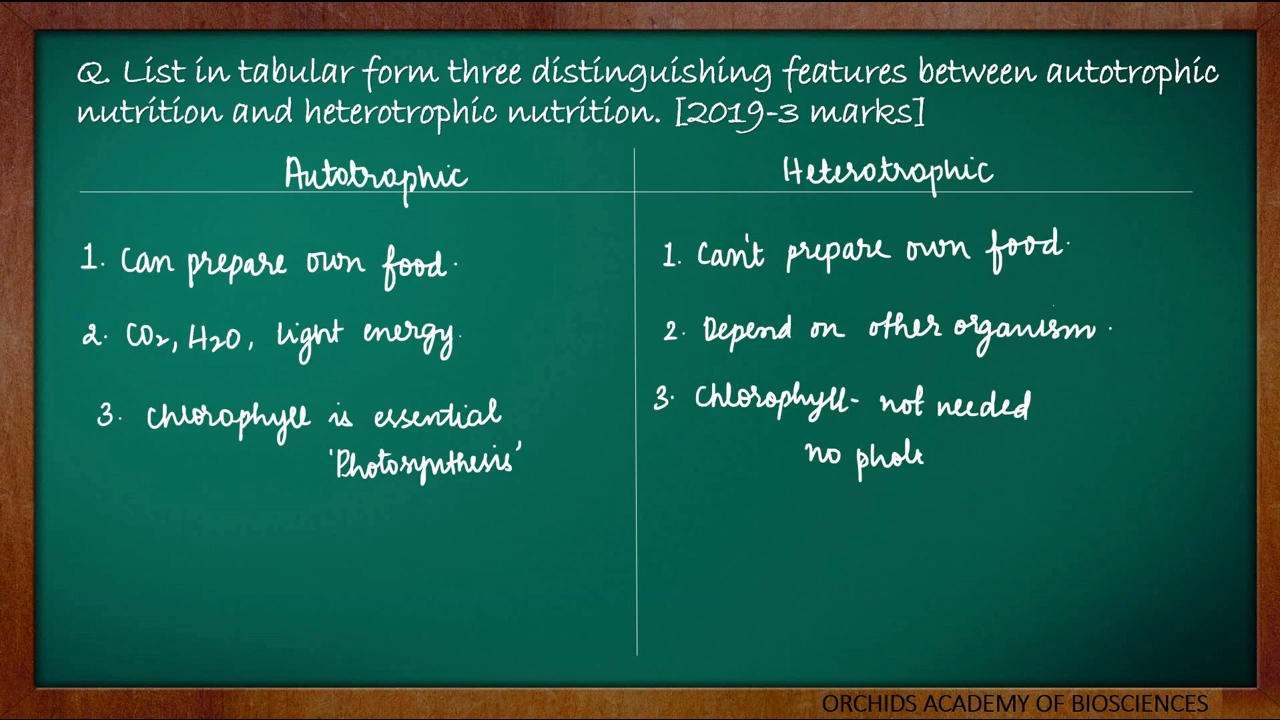 Q. List in tabular form three distinguishing features between autotrophic
nutrition and heterotrophic nutrition. [2019-3 marks]
Autotrophic
Heterotrophic
1. Can prepare own food.
2. CO2, H2O, light energy.
3. Chlorophyll is essential
'Photosynthesis'
1. Can't prepare own food.
2. Depend on other organism.
3. Chlorophyll- not needed
no phot
ORCHIDS ACADEMY OF BIOSCIENCES